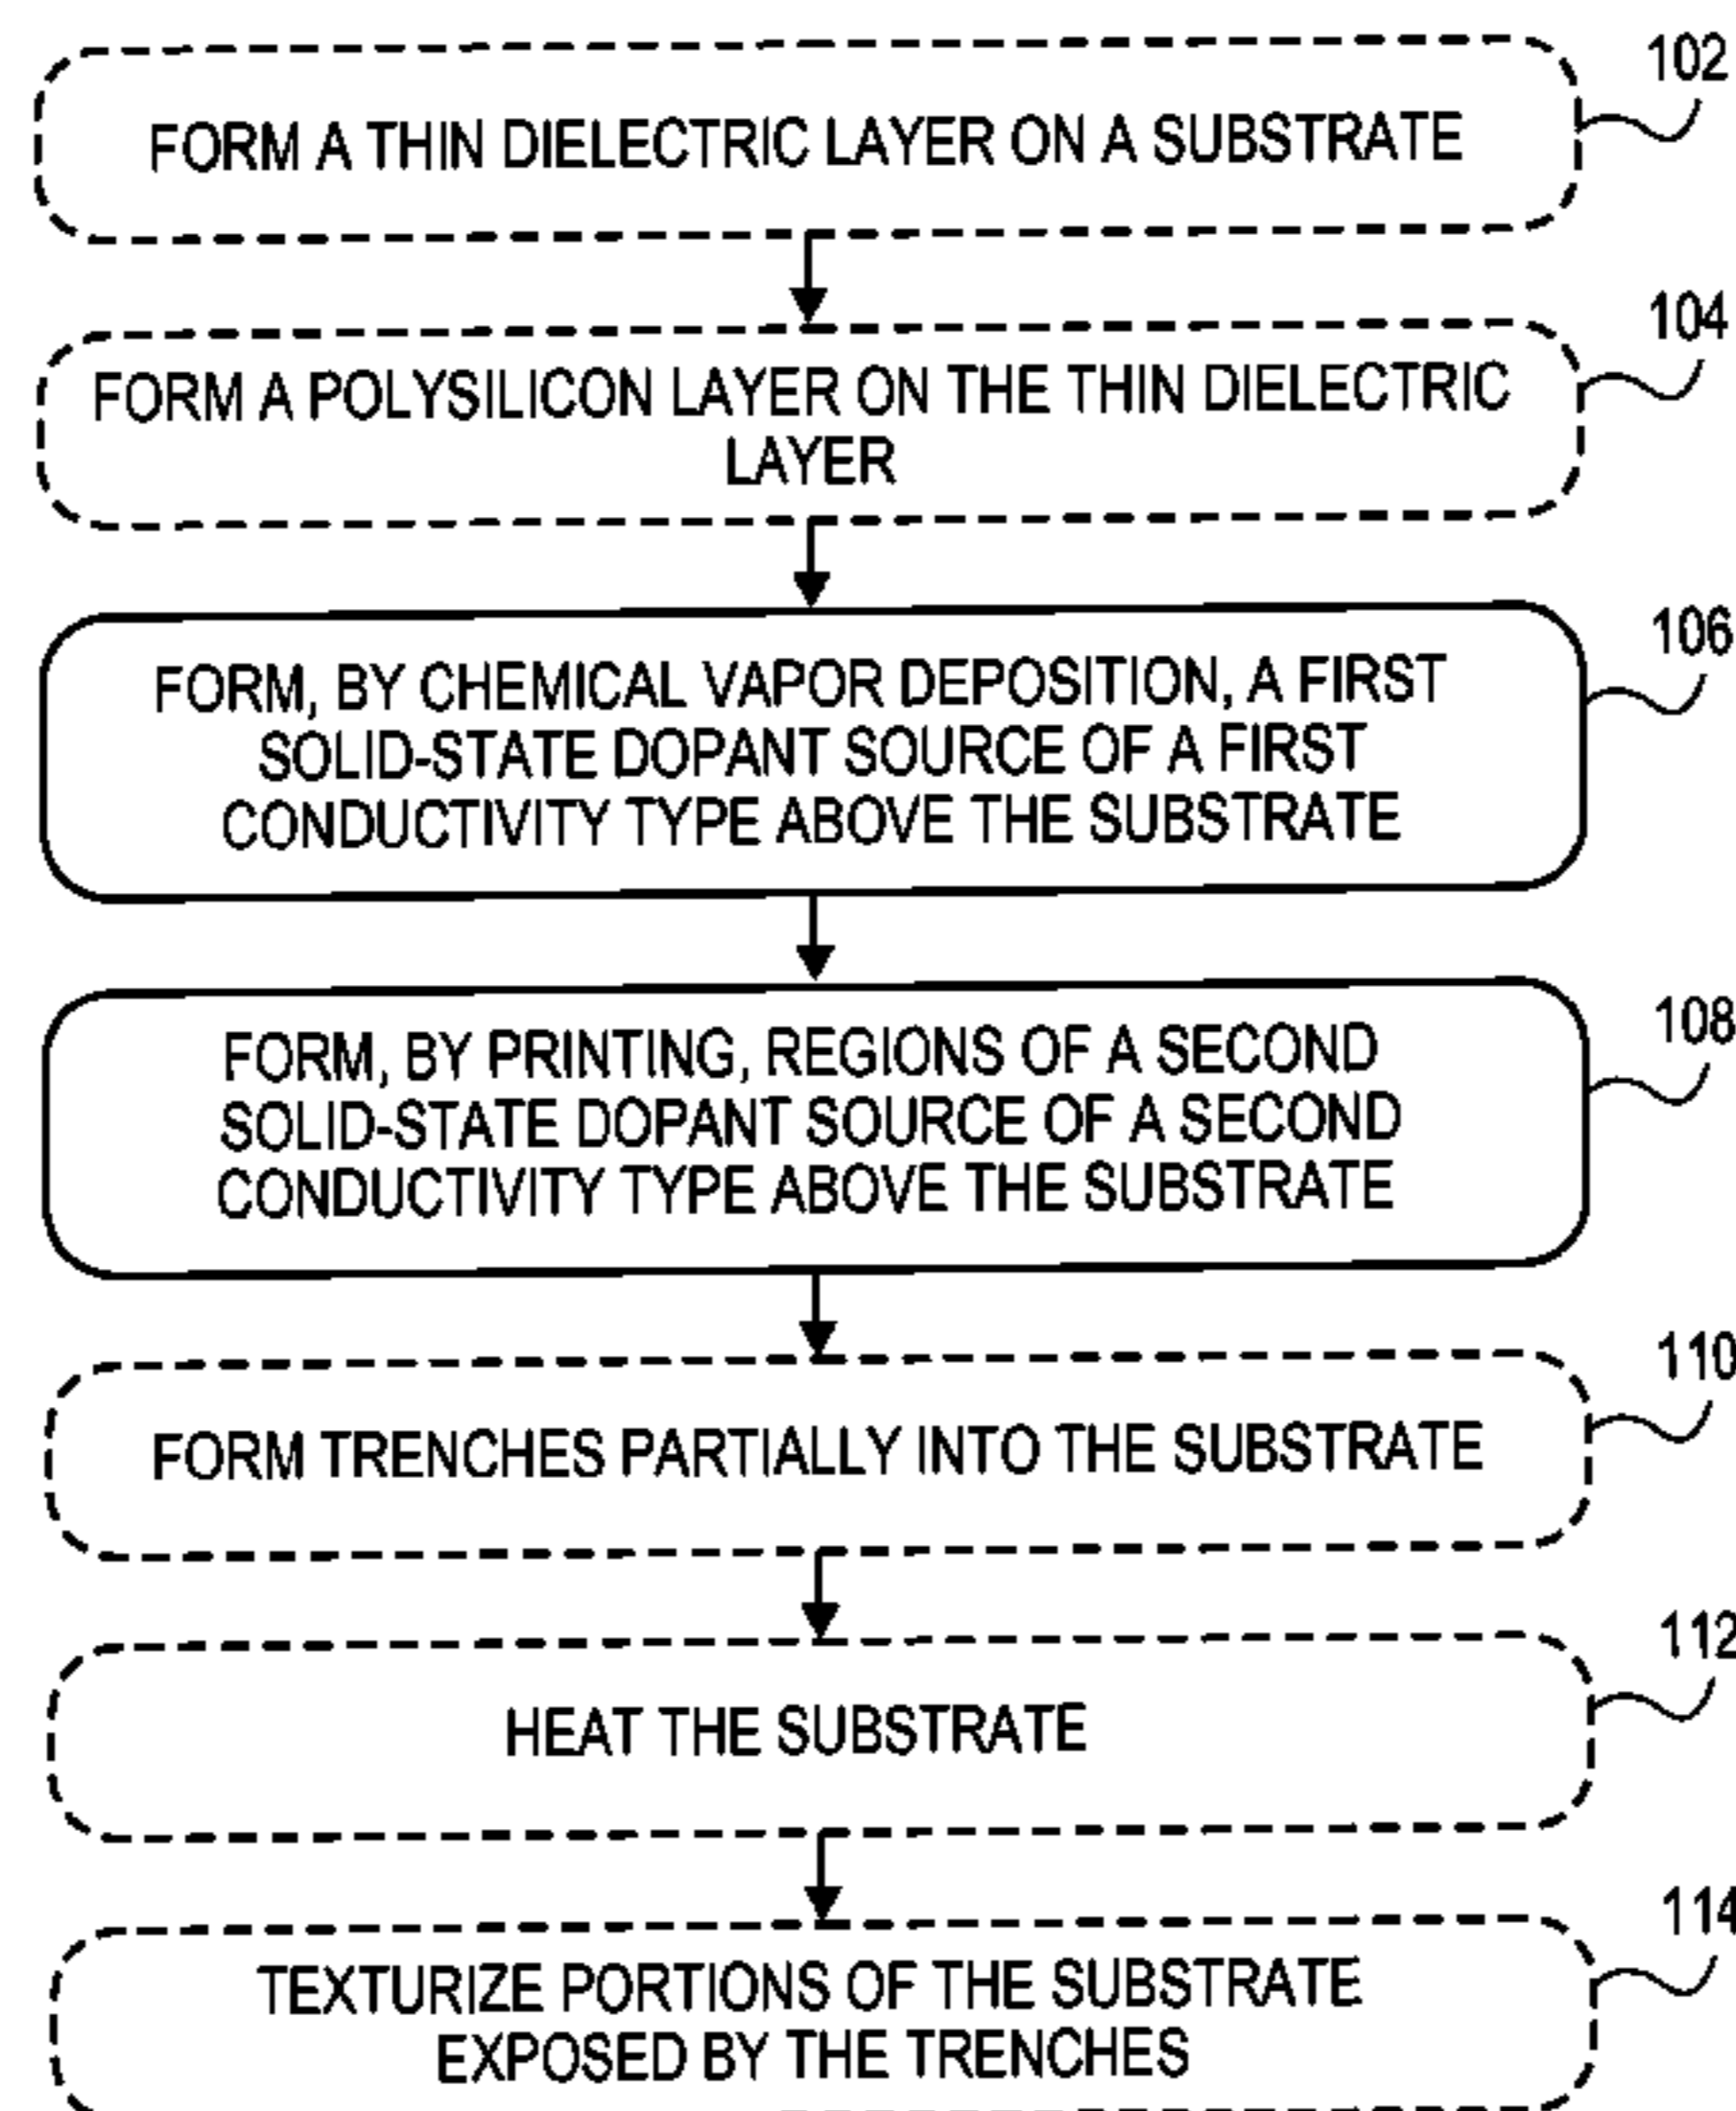 102
FORM A THIN DIELECTRIC LAYER ON A SUBSTRATE
104
FORM A POLYSILICON LAYER ON THE THIN DIELECTRIC
LAYER
106
FORM, BY CHEMICAL VAPOR DEPOSITION, A FIRST
SOLID-STATE DOPANT SOURCE OF A FIRST
CONDUCTIVITY TYPE ABOVE THE SUBSTRATE
108
FORM, BY PRINTING, REGIONS OF A SECOND
SOLID-STATE DOPANT SOURCE OF A SECOND
CONDUCTIVITY TYPE ABOVE THE SUBSTRATE
110
FORM TRENCHES PARTIALLY INTO THE SUBSTRATE
112
HEAT THE SUBSTRATE
114
TEXTURIZE PORTIONS OF THE SUBSTRATE
EXPOSED BY THE TRENCHES